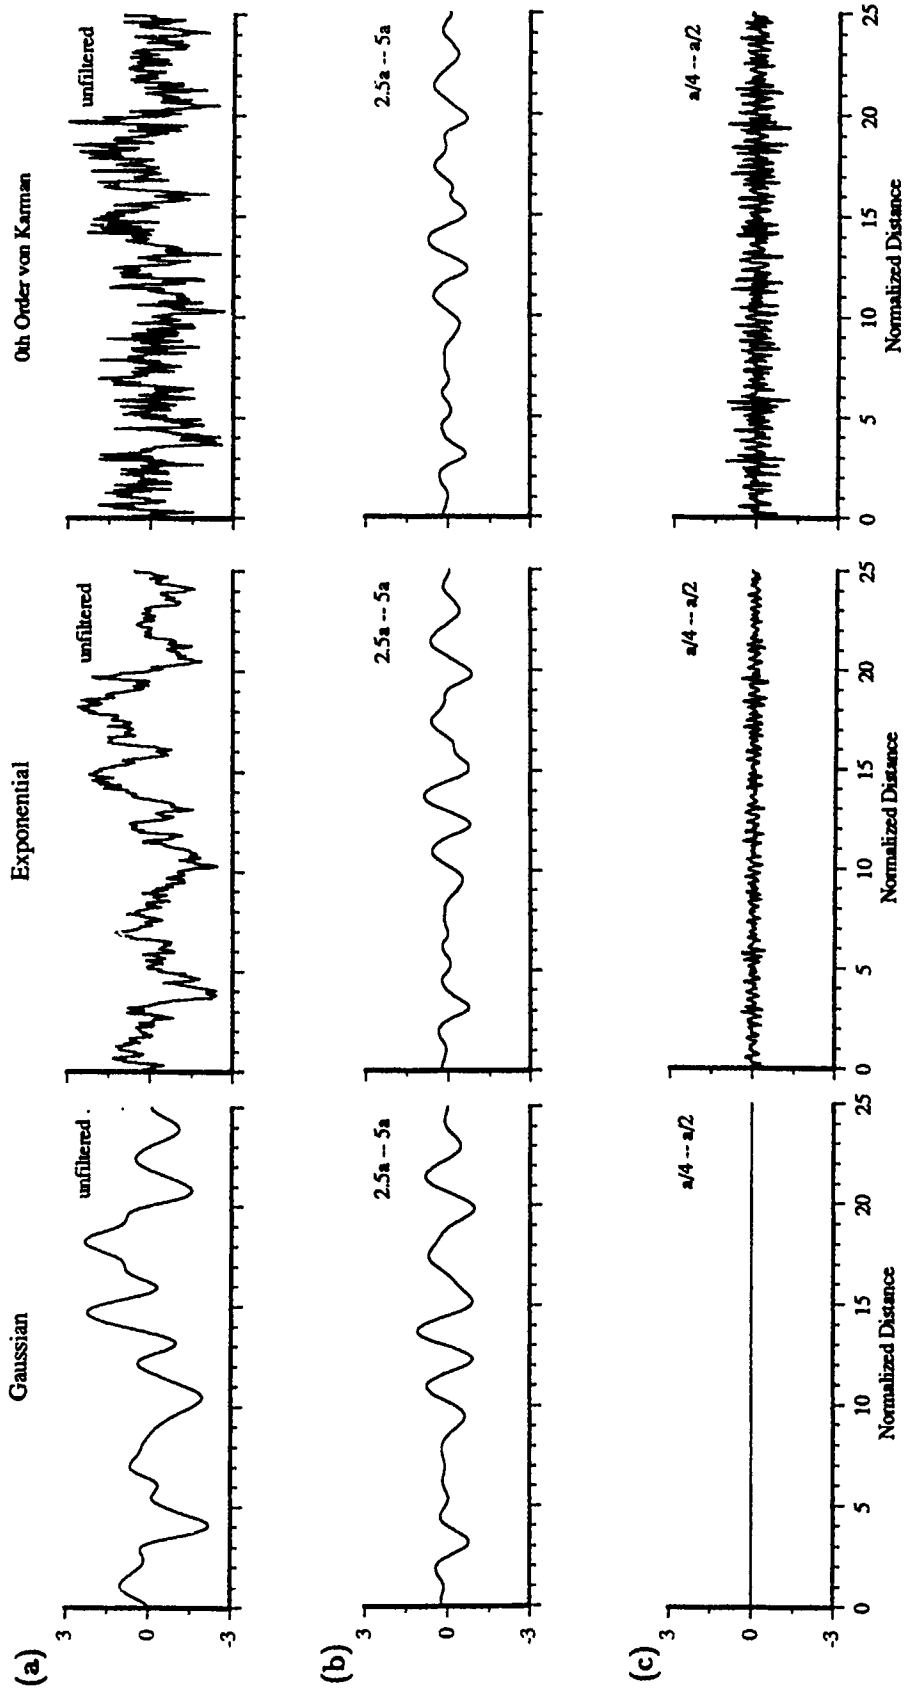 Gaussian
Exponential
0th Order von Karman
(a)
3
0
-3
unfiltered
unfiltered
unfiltered
(b)
3
0
-3
2.5a -- 5a
2.5a -- 5a
2.5a -- 5a
(c)
3
0
-3
a/4 -- a/2
a/4 -- a/2
a/4 -- a/2
0 5 10 15 20 25
0 5 10 15 20 25
0 5 10 15 20 25
Normalized Distance
Normalized Distance
Normalized Distance